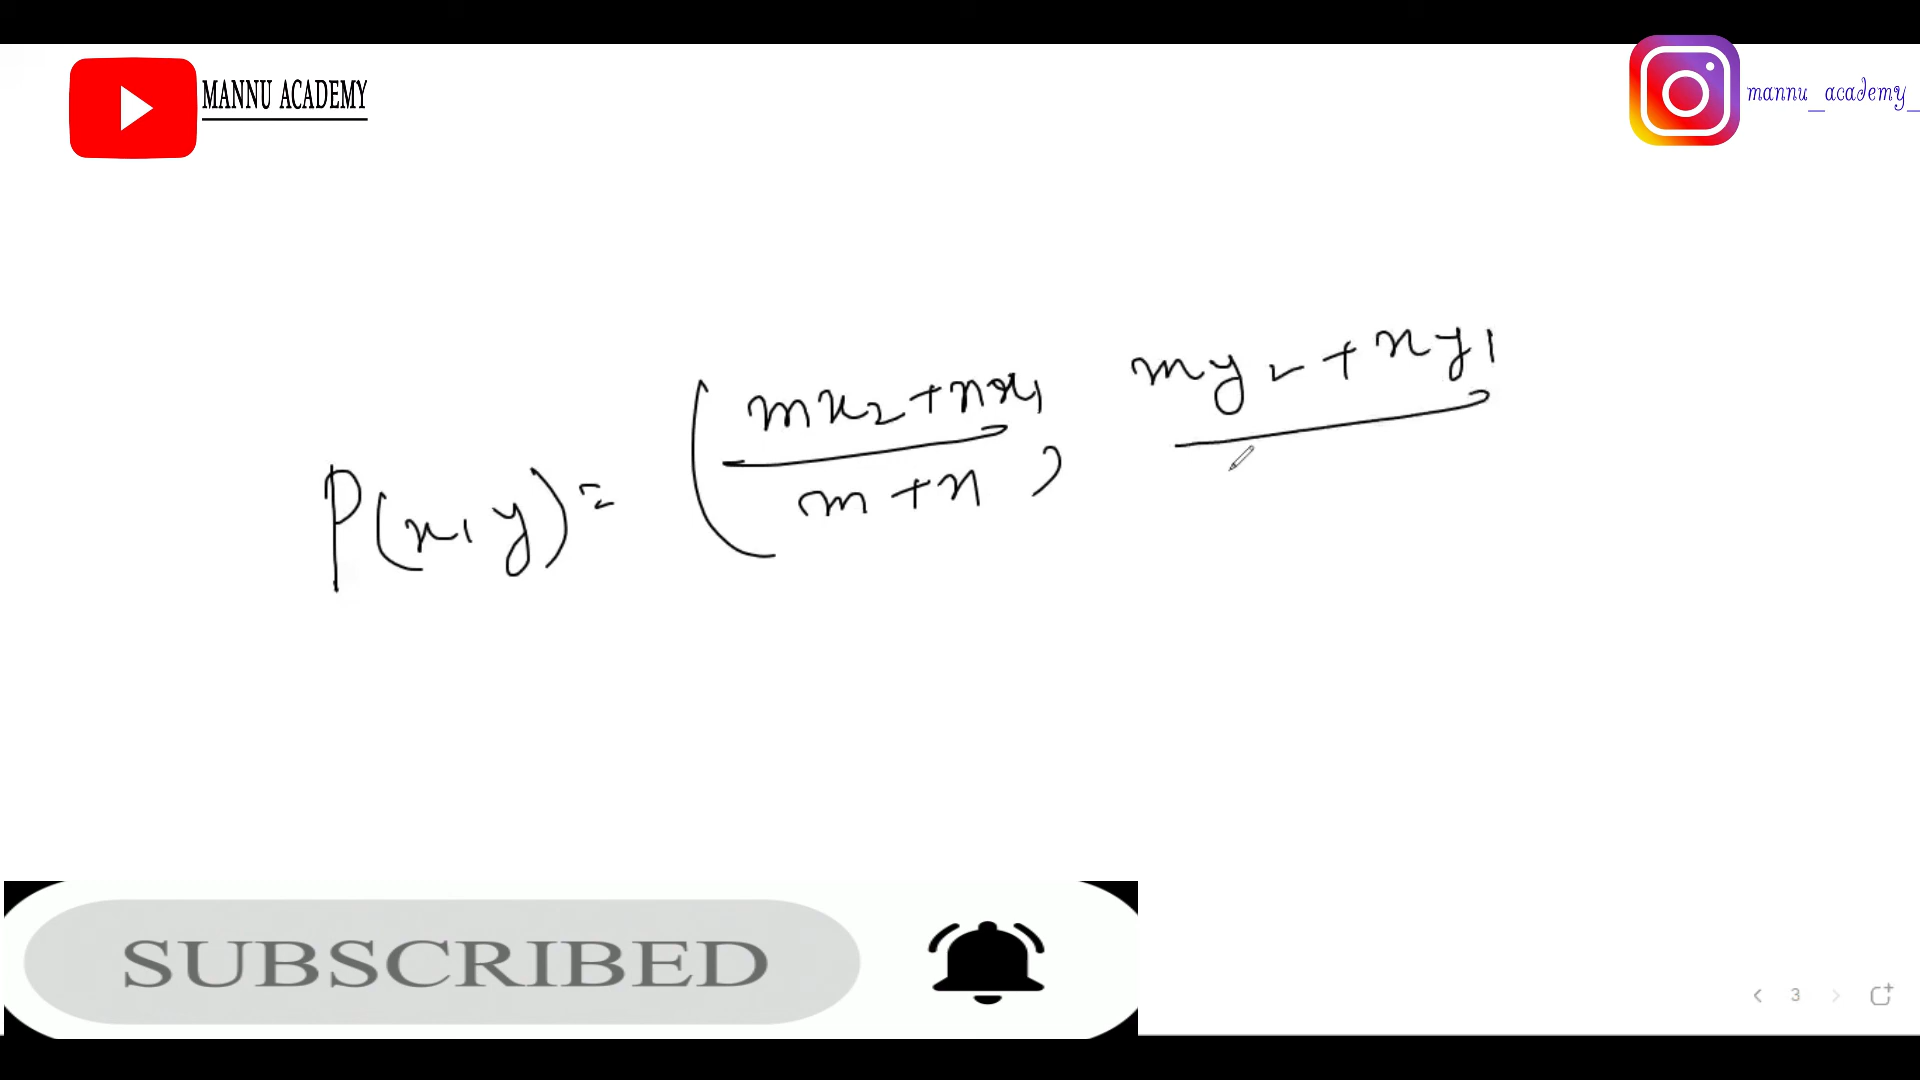 MANNU ACADEMY
mannu_academy_
P(x, y) = (mx2+nx1 / m+n , my2+ny1
SUBSCRIBED
3